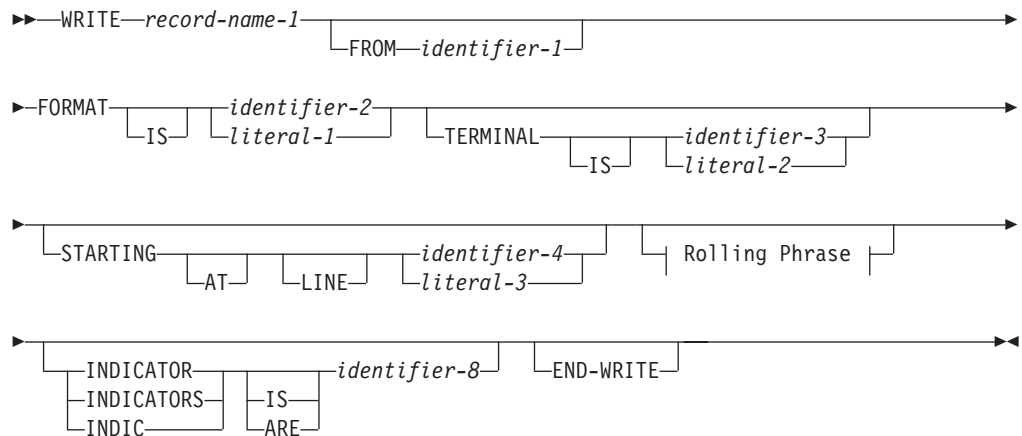 WRITE record-name-1
FROM identifier-1
FORMAT identifier-2
IS literal-1
TERMINAL identifier-3
IS literal-2
STARTING identifier-4
AT LINE literal-3
Rolling Phrase
INDICATOR identifier-8
INDICATORS IS
INDIC ARE
END-WRITE